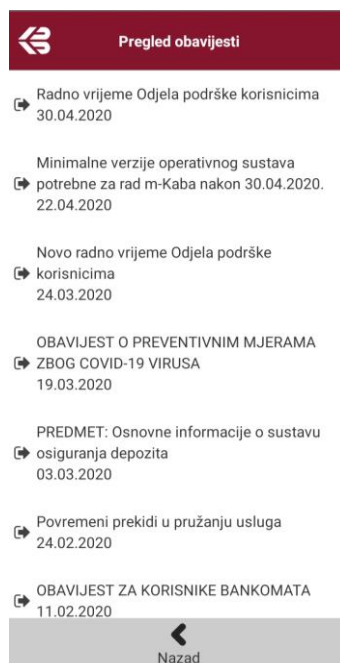 Pregled obavijesti
Radno vrijeme Odjela podrške korisnicima
30.04.2020
Minimalne verzije operativnog sustava
potrebne za rad m-Kaba nakon 30.04.2020.
22.04.2020
Novo radno vrijeme Odjela podrške
korisnicima
24.03.2020
OBAVIJEST O PREVENTIVNIM MJERAMA
ZBOG COVID-19 VIRUSA
19.03.2020
PREDMET: Osnovne informacije o sustavu
osiguranja depozita
03.03.2020
Povremeni prekidi u pružanju usluga
24.02.2020
OBAVIJEST ZA KORISNIKE BANKOMATA
11.02.2020
Nazad